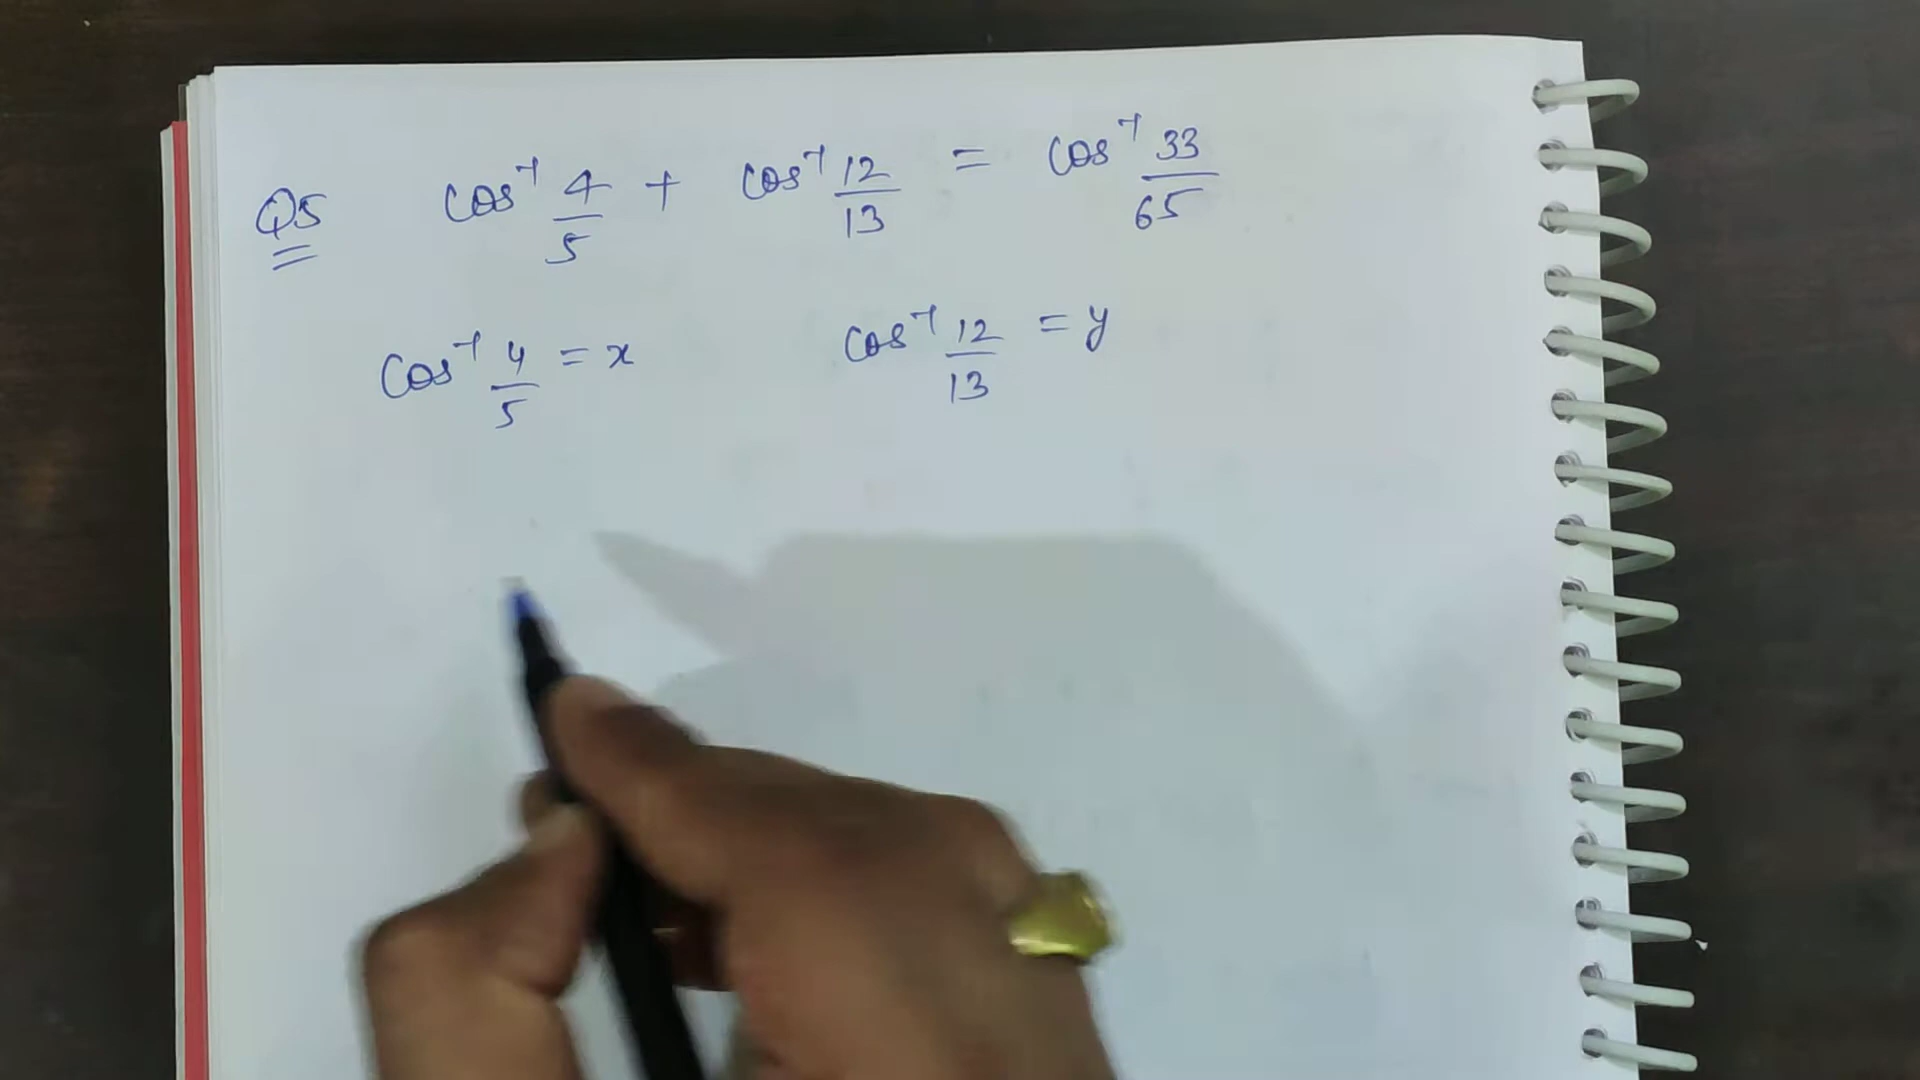 Q5 cos⁻¹ 4/5 + cos⁻¹ 12/13 = cos⁻¹ 33/65
cos⁻¹ 4/5 = x cos⁻¹ 12/13 = y